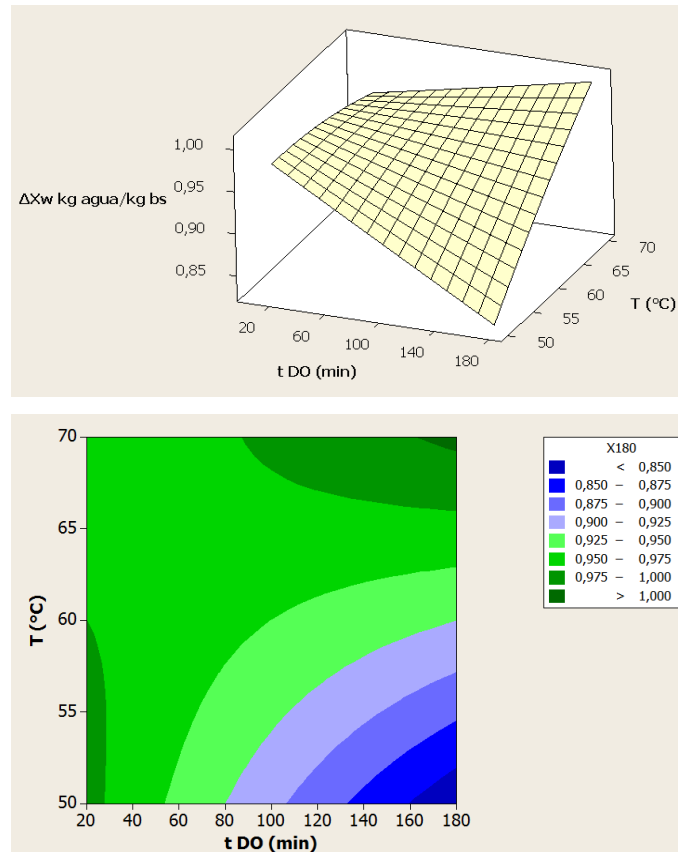 1,00
0,95
ΔXw kg agua/kg bs
0,90
0,85
70
65
60
T (°C)
55
50
20
60
100
140
180
t DO (min)
70
65
60
55
50
T (°C)
20 40 60 80 100 120 140 160 180
t DO (min)
X180
< 0,850
0,850 – 0,875
0,875 – 0,900
0,900 – 0,925
0,925 – 0,950
0,950 – 0,975
0,975 – 1,000
> 1,000